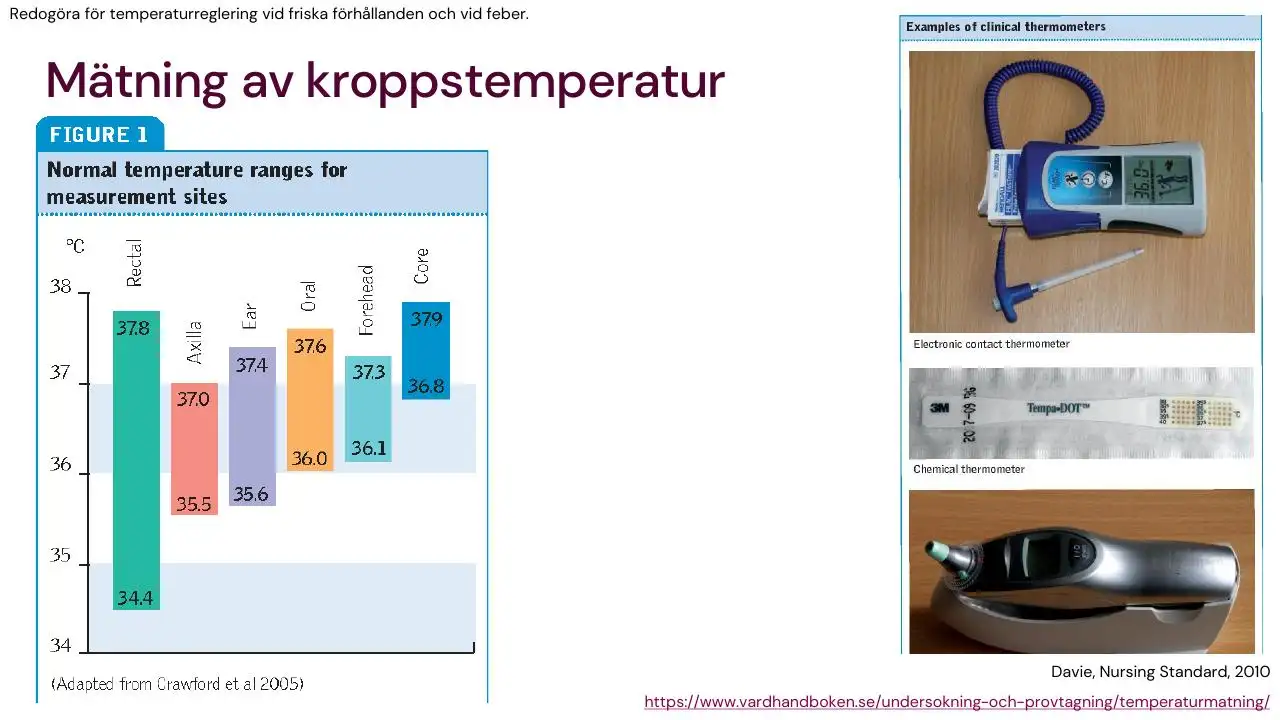 Redogöra för temperaturreglering vid friska förhållanden och vid feber.
Mätning av kroppstemperatur
FIGURE 1
Normal temperature ranges for
measurement sites
°C
Rectal
Axilla
Ear
Oral
Forehead
Core
38
37
36
35
34
37.8
34.4
37.0
35.5
37.4
35.6
37.6
36.0
37.3
36.1
37.9
36.8
(Adapted from Crawford et al 2005)
Examples of clinical thermometers
36.0
Electronic contact thermometer
3M
Tempa•DOT™
Chemical thermometer
Davie, Nursing Standard, 2010
https://www.vardhandboken.se/undersokning-och-provtagning/temperaturmatning/